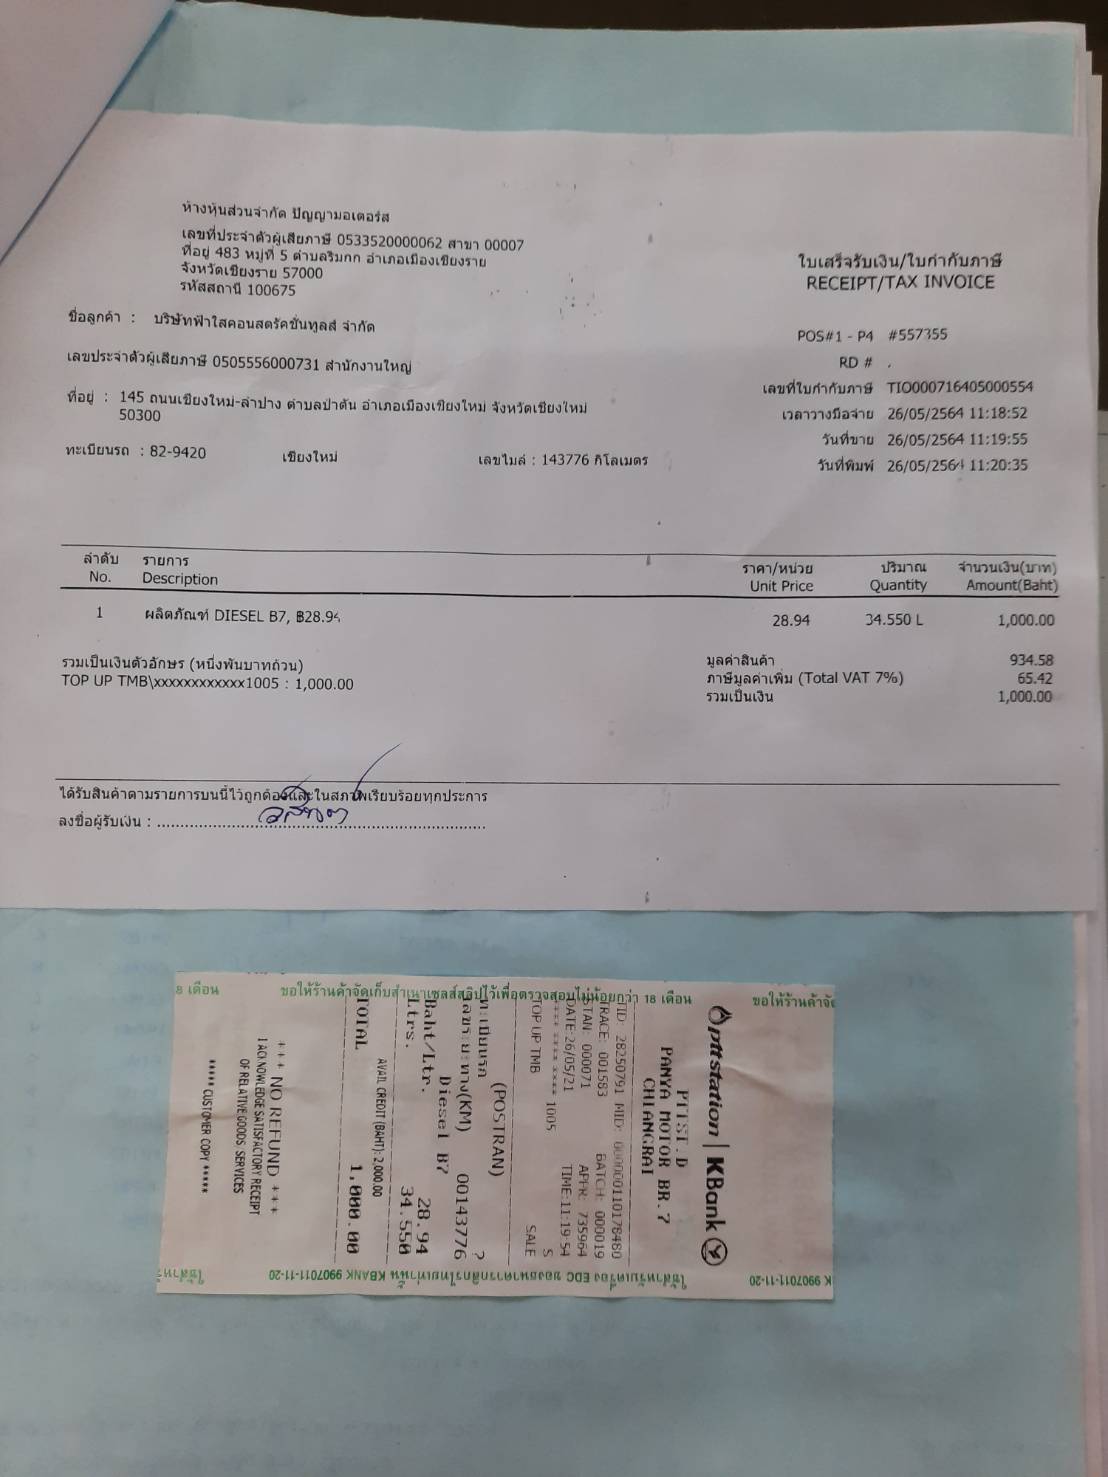 ห้างหุ้นส่วนจำกัด ปัญญามอเตอร์ส
เลขที่ประจำตัวผู้เสียภาษี 0533520000062 สาขา 00007
ที่อยู่ 483 หมู่ที่ 5 ตำบลริมกก อำเภอเมืองเชียงราย
จังหวัดเชียงราย 57000
รหัสสถานี 100675
ใบเสร็จรับเงิน/ใบกำกับภาษี
RECEIPT/TAX INVOICE
ชื่อลูกค้า : บริษัทฟ้าใสคอนสตรัคชั่นทูลส์ จำกัด
POS#1 - P4 #557355
เลขประจำตัวผู้เสียภาษี 0505556000731 สำนักงานใหญ่
RD # .
ที่อยู่ : 145 ถนนเชียงใหม่-ลำปาง ตำบลป่าตัน อำเภอเมืองเชียงใหม่ จังหวัดเชียงใหม่
50300
เลขที่ใบกำกับภาษี TIO000716405000554
เวลาวางมือจ่าย 26/05/2564 11:18:52
ทะเบียนรถ : 82-9420 เชียงใหม่ เลขไมล์ : 143776 กิโลเมตร
วันที่ขาย 26/05/2564 11:19:55
วันที่พิมพ์ 26/05/2564 11:20:35
ลำดับ รายการ ราคา/หน่วย ปริมาณ จำนวนเงิน(บาท)
No. Description Unit Price Quantity Amount(Baht)
1 ผลิตภัณฑ์ DIESEL B7, ฿28.94 28.94 34.550 L 1,000.00
รวมเป็นเงินตัวอักษร (หนึ่งพันบาทถ้วน)
TOP UP TMB\xxxxxxxxxxxx1005 : 1,000.00
มูลค่าสินค้า 934.58
ภาษีมูลค่าเพิ่ม (Total VAT 7%) 65.42
รวมเป็นเงิน 1,000.00
ได้รับสินค้าตามรายการบนนี้ไว้ถูกต้องและในสภาพเรียบร้อยทุกประการ
ลงชื่อผู้รับเงิน :
8 เดือน ขอให้ร้านค้าจัดเก็บสำเนาเซลส์สลิปไว้เพื่อตรวจสอบไม่น้อยกว่า 18 เดือน ขอให้ร้านค้าจัด
ptt station | KBank
PTTST.D
PANYA MOTOR BR.7
CHIANGRAI
TID: 28250791 MID: 000000110178480
TRACE: 001583 BATCH: 000019
STAN: 000071 APPR: 735964
DATE:26/05/21 TIME:11:19:54
**** **** **** 1005 S
TOP UP TMB SALE
(POSTRAN)
ทะเบียนรถ ?
เลขระยะทาง(KM) 00143776
Diesel B7
Baht/Ltr. 28.94
Ltrs. 34.550
AVAIL CREDIT (BAHT): 2,000.00
TOTAL 1,000.00
*** NO REFUND ***
I ACKNOWLEDGE SATISFACTORY RECEIPT
OF RELATIVE GOODS SERVICES
***** CUSTOMER COPY *****
ใช้สำหรับเครื่อง EDC ของธนาคารกสิกรไทยเท่านั้น KBANK 9907011-11-20
K 9907011-11-20